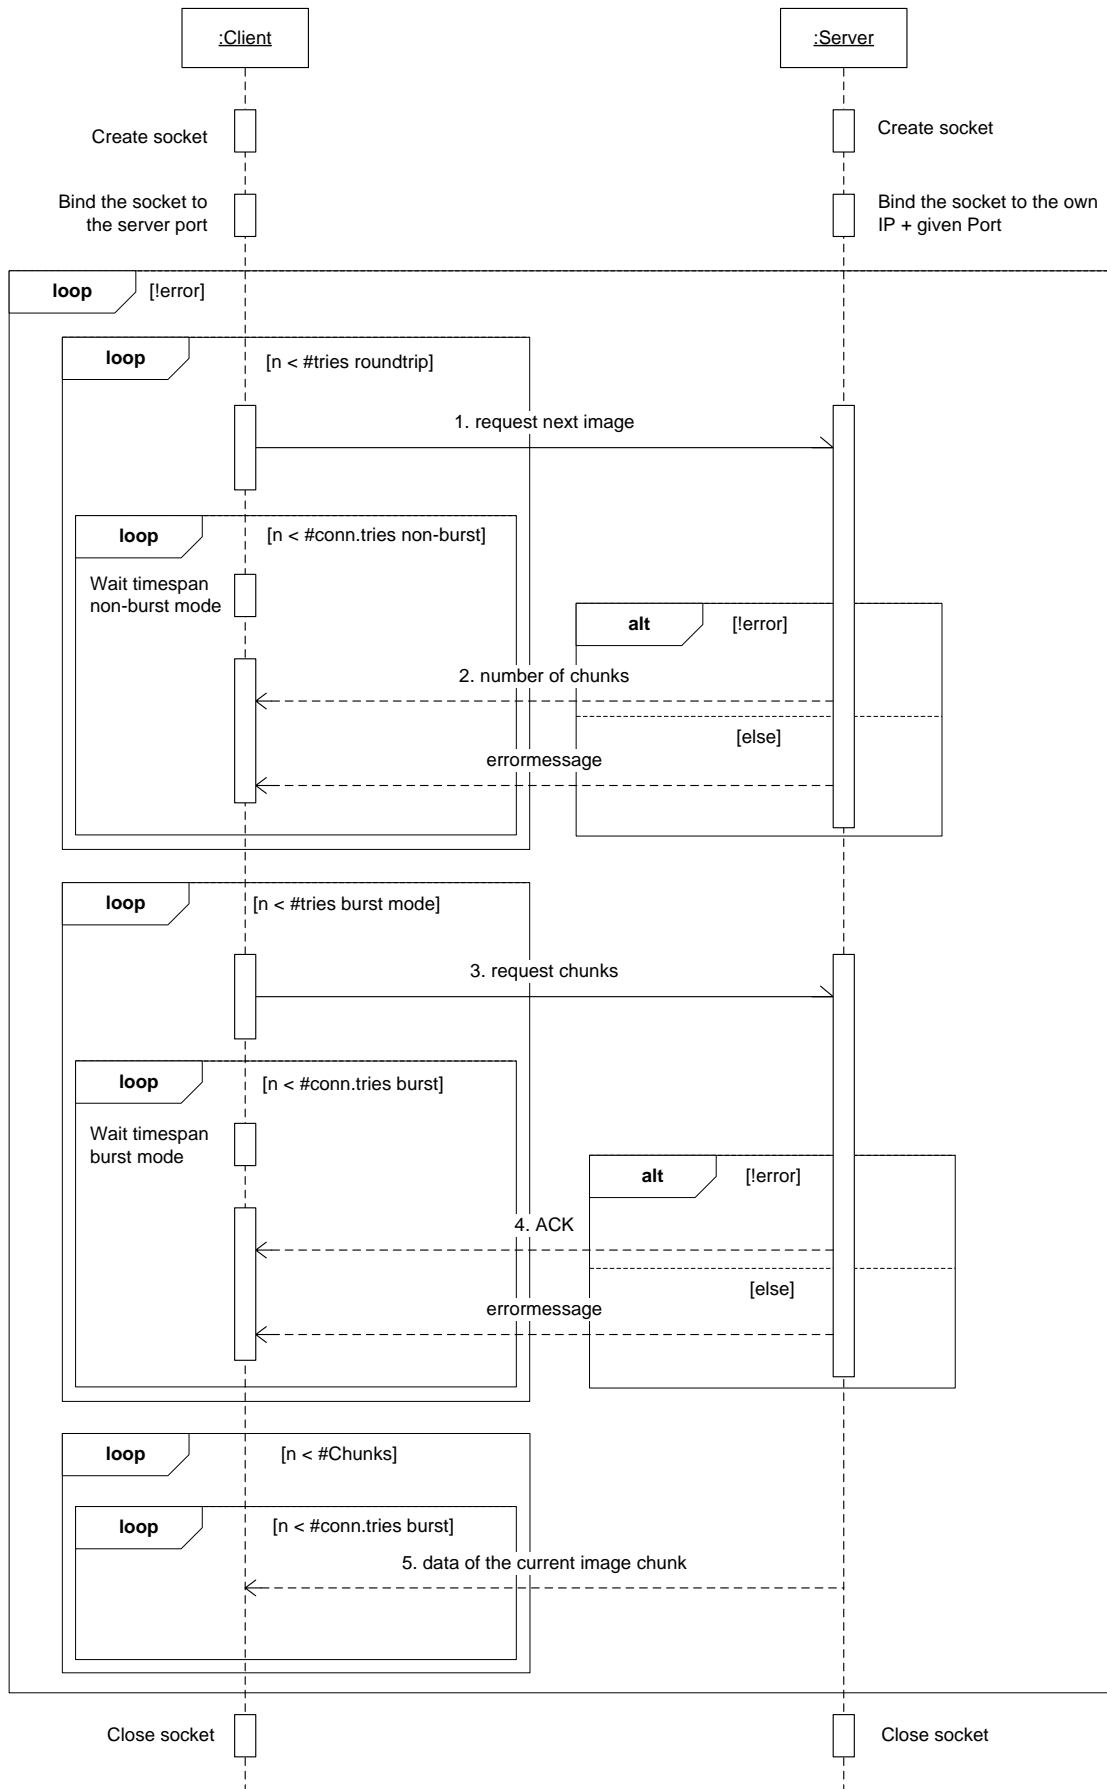 :Client
:Server
Create socket
Create socket
Bind the socket to
the server port
Bind the socket to the own
IP + given Port
loop
[!error]
loop
[n < #tries roundtrip]
1. request next image
loop
[n < #conn.tries non-burst]
Wait timespan
non-burst mode
alt
[!error]
2. number of chunks
[else]
errormessage
loop
[n < #tries burst mode]
3. request chunks
loop
[n < #conn.tries burst]
Wait timespan
burst mode
alt
[!error]
4. ACK
[else]
errormessage
loop
[n < #Chunks]
loop
[n < #conn.tries burst]
5. data of the current image chunk
Close socket
Close socket